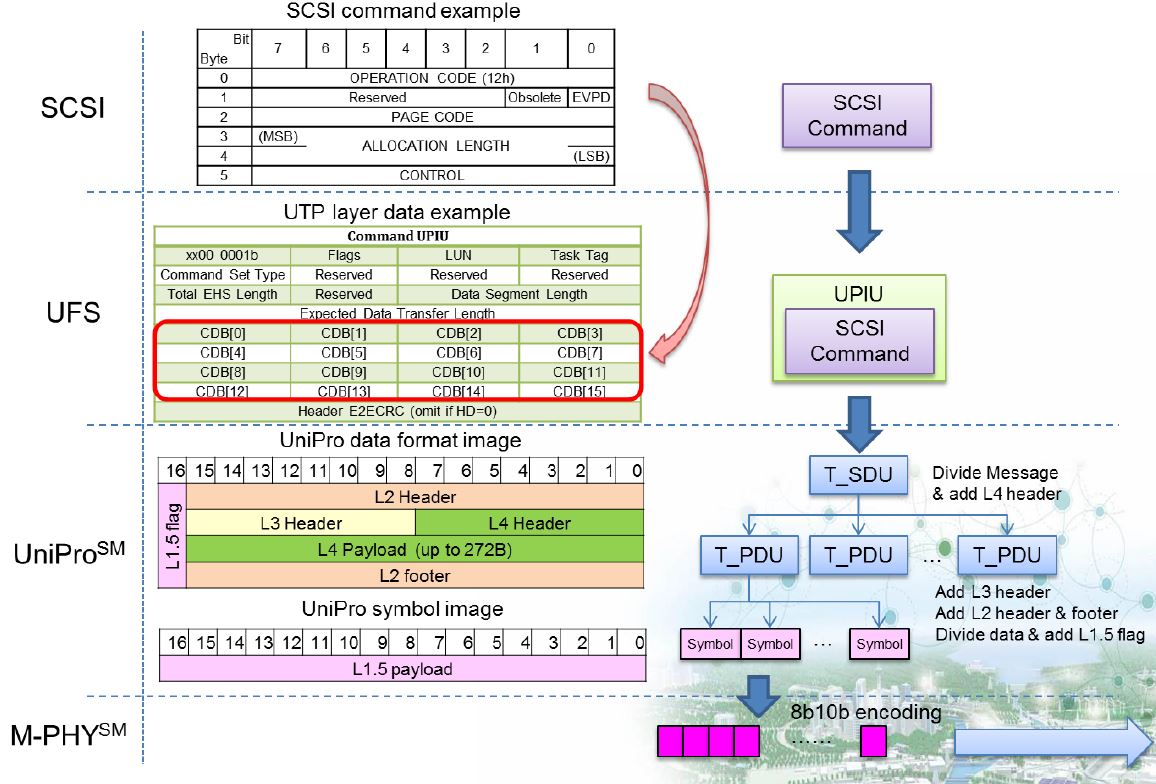 SCSI command example
Bit
Byte
7 6 5 4 3 2 1 0
0 OPERATION CODE (12h)
1 Reserved Obsolete EVPD
2 PAGE CODE
3 (MSB)
ALLOCATION LENGTH
4 (LSB)
5 CONTROL
SCSI
SCSI
Command
UTP layer data example
Command UPIU
xx00 0001b Flags LUN Task Tag
Command Set Type Reserved Reserved Reserved
Total EHS Length Reserved Data Segment Length
Expected Data Transfer Length
CDB[0] CDB[1] CDB[2] CDB[3]
CDB[4] CDB[5] CDB[6] CDB[7]
CDB[8] CDB[9] CDB[10] CDB[11]
CDB[12] CDB[13] CDB[14] CDB[15]
Header E2ECRC (omit if HD=0)
UFS
UPIU
SCSI
Command
UniPro data format image
16 15 14 13 12 11 10 9 8 7 6 5 4 3 2 1 0
L1.5 flag
L2 Header
L3 Header L4 Header
L4 Payload (up to 272B)
L2 footer
UniProSM
UniPro symbol image
16 15 14 13 12 11 10 9 8 7 6 5 4 3 2 1 0
L1.5 payload
T_SDU
Divide Message
& add L4 header
T_PDU T_PDU ... T_PDU
Add L3 header
Add L2 header & footer
Divide data & add L1.5 flag
Symbol Symbol ... Symbol
M-PHYSM
8b10b encoding
......